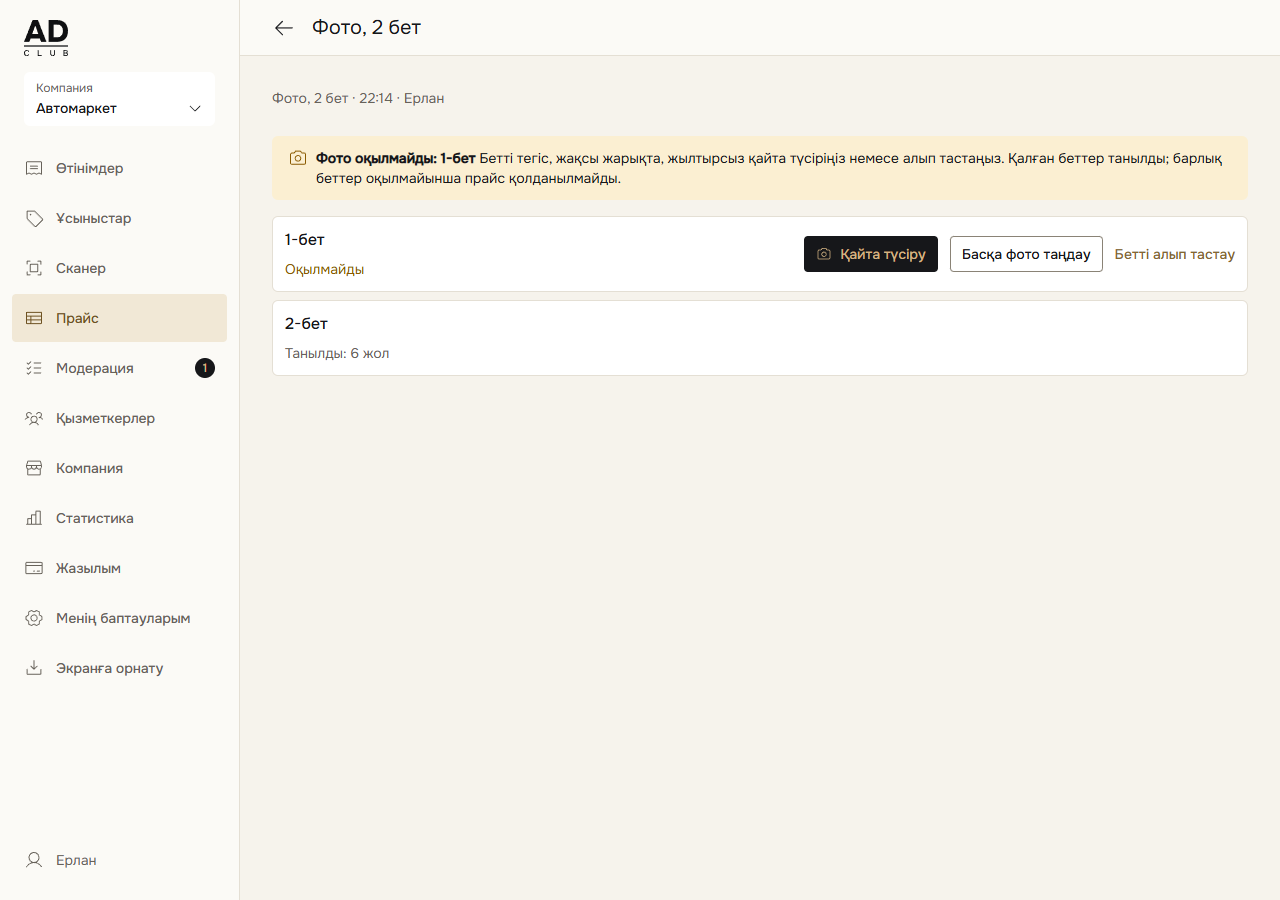 AD
CLUB
Компания
Автомаркет
Өтінімдер
Ұсыныстар
Сканер
Прайс
Модерация 1
Қызметкерлер
Компания
Статистика
Жазылым
Менің баптауларым
Экранға орнату
Ерлан
Фото, 2 бет
Фото, 2 бет · 22:14 · Ерлан
Фото оқылмайды: 1-бет Бетті тегіс, жақсы жарықта, жылтырсыз қайта түсіріңіз немесе алып тастаңыз. Қалған беттер танылды; барлық
беттер оқылмайынша прайс қолданылмайды.
1-бет
Оқылмайды
Қайта түсіру
Басқа фото таңдау
Бетті алып тастау
2-бет
Танылды: 6 жол